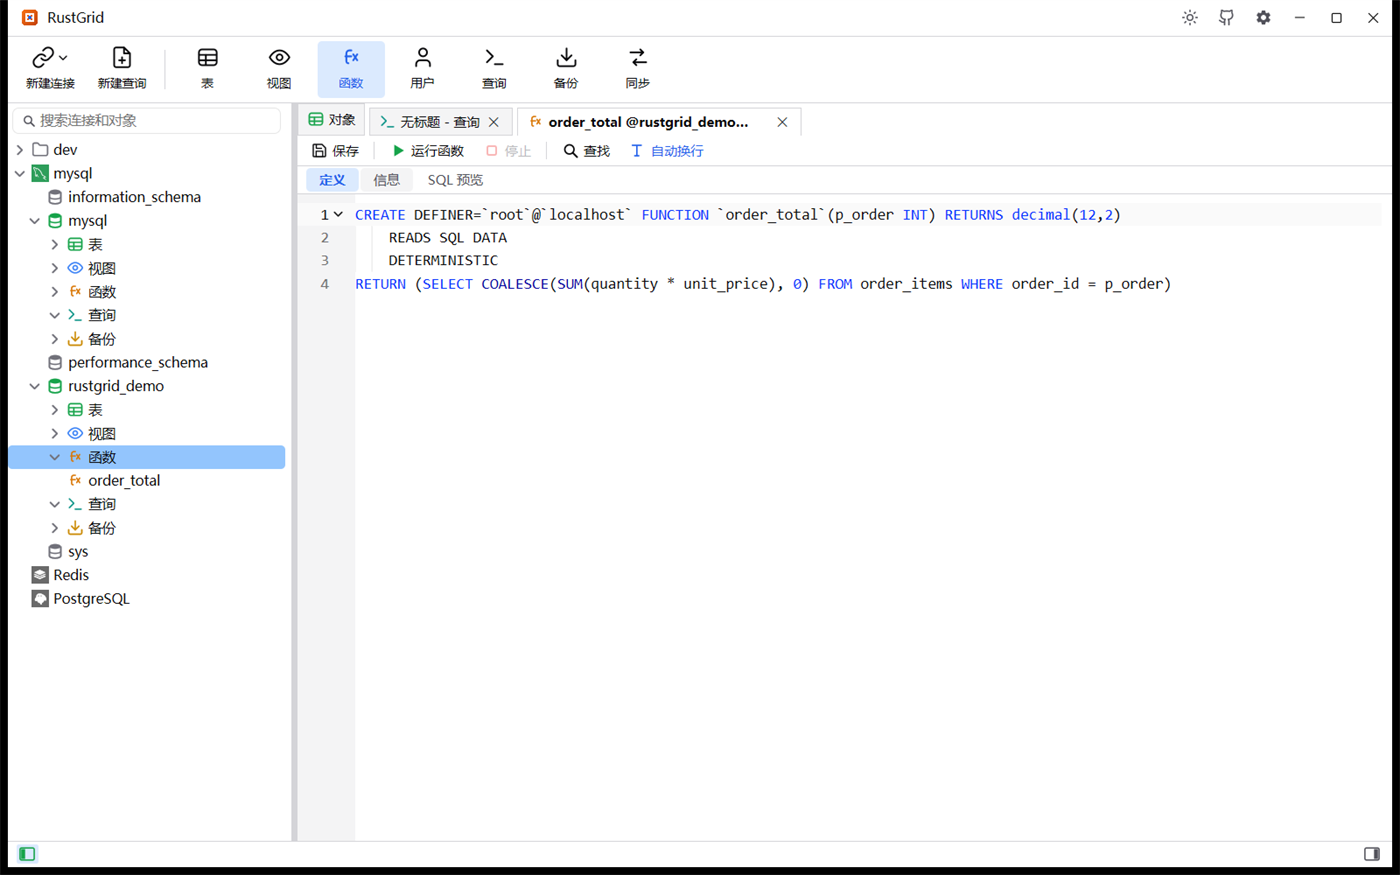 RustGrid
新建连接 新建查询 表 视图 函数 用户 查询 备份 同步
搜索连接和对象
dev
mysql
information_schema
mysql
表
视图
函数
查询
备份
performance_schema
rustgrid_demo
表
视图
函数
order_total
查询
备份
sys
Redis
PostgreSQL
对象 无标题 - 查询 order_total @rustgrid_demo...
保存 运行函数 停止 查找 自动换行
定义 信息 SQL 预览
1 CREATE DEFINER=`root`@`localhost` FUNCTION `order_total`(p_order INT) RETURNS decimal(12,2)
2 READS SQL DATA
3 DETERMINISTIC
4 RETURN (SELECT COALESCE(SUM(quantity * unit_price), 0) FROM order_items WHERE order_id = p_order)